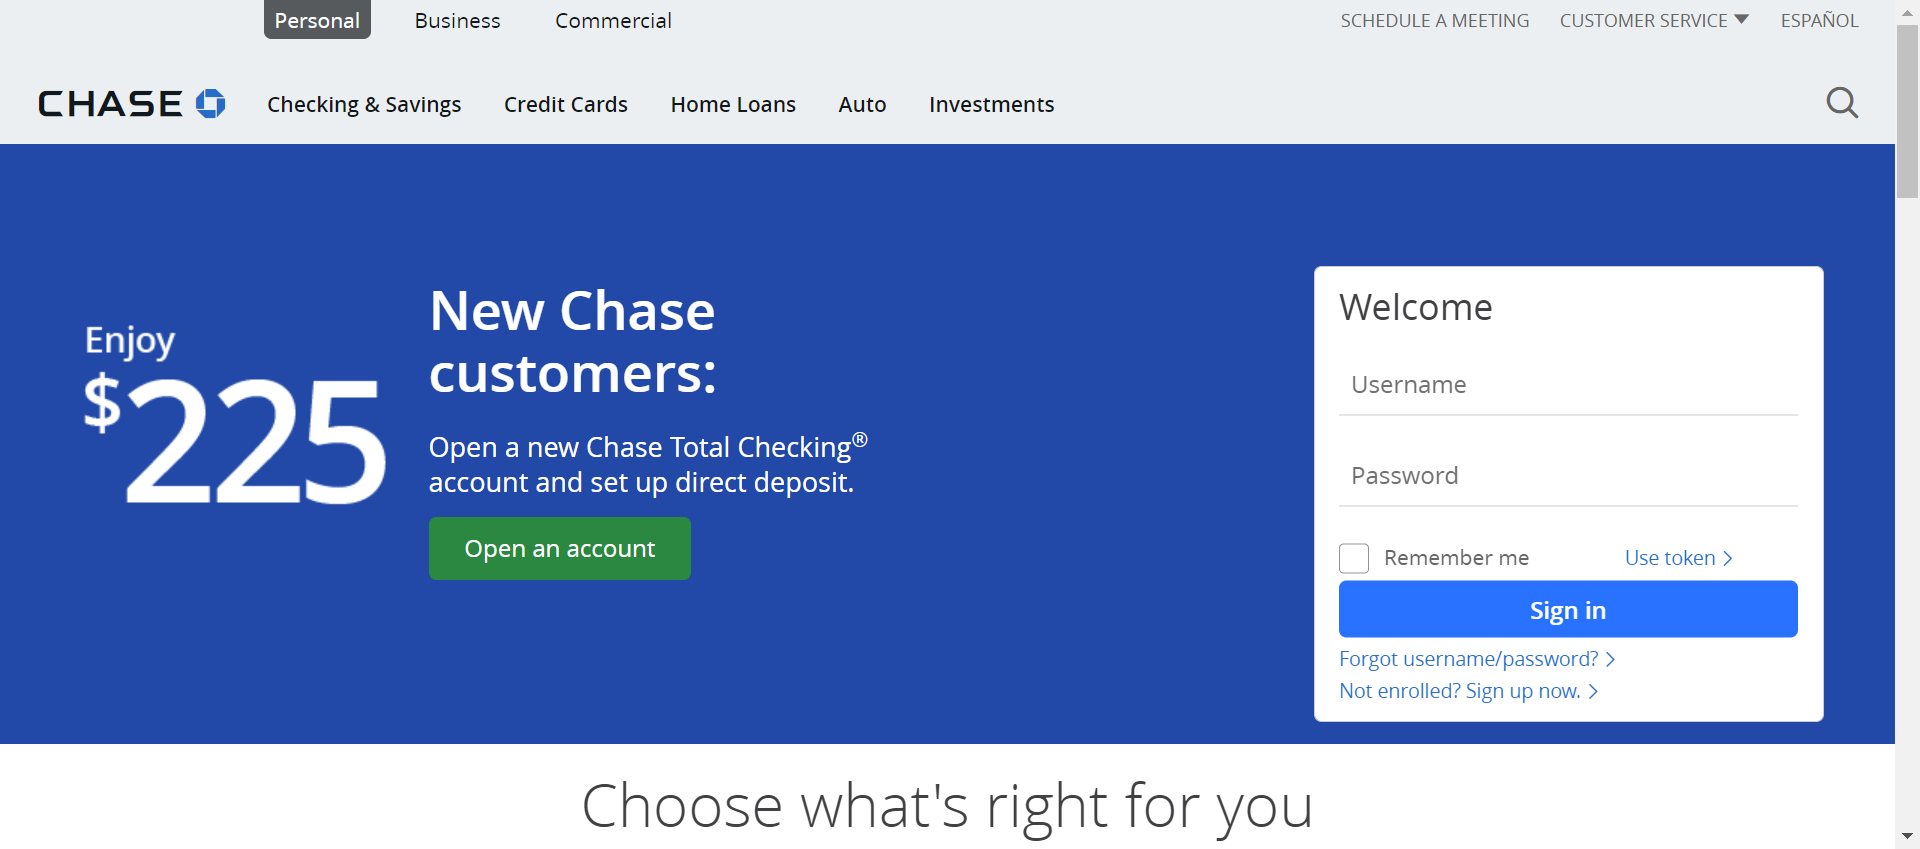 Personal Business Commercial SCHEDULE A MEETING CUSTOMER SERVICE ESPAÑOL
CHASE Checking & Savings Credit Cards Home Loans Auto Investments
Enjoy
$225
New Chase
customers:
Open a new Chase Total Checking®
account and set up direct deposit.
Open an account
Welcome
Username
Password
Remember me Use token
Sign in
Forgot username/password?
Not enrolled? Sign up now.
Choose what's right for you